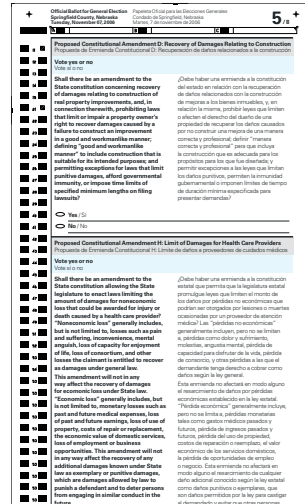 Official Ballot for General Election
Springfield County, Nebraska
Tuesday, November 07, 2006
Papeleta Oficial para las Elecciones Generales
Condado de Springfield, Nebraska
Martes, 7 de noviembre de 2006
5/8
Proposed Constitutional Amendment D: Recovery of Damages Relating to Construction
Propuesta de Enmienda Constitucional D: Recuperación de daños relacionados a la construcción
Vote yes or no
Vote sí o no
Shall there be an amendment to the
State constitution concerning recovery
of damages relating to construction of
real property improvements, and, in
connection therewith, prohibiting laws
that limit or impair a property owner's
right to recover damages caused by a
failure to construct an improvement
in a good and workmanlike manner;
defining "good and workmanlike
manner" to include construction that is
suitable for its intended purposes; and
permitting exceptions for laws that limit
punitive damages, afford governmental
immunity, or impose time limits of
specified minimum lengths on filing
lawsuits?
¿Debe haber una enmienda a la constitución
del estado en relación con la recuperación
de daños relacionados con la construcción
de mejoras a los bienes inmuebles, y, en
relación la misma, prohíbe leyes que limiten
o afecten el derecho del dueño de una
propiedad de recuperar los daños causados
por no construir una mejora de una manera
correcta y profesional; definir "manera
correcta y profesional" para que incluya
la construcción que sea adecuada para los
propósitos para los que fue diseñada; y
permitir excepciones a las leyes que limitan
los daños punitivos, permiten la inmunidad
gubernamental o imponen límites de tiempo
de duración mínima especificada para
presentar demandas?
Yes / Sí
No / No
Proposed Constitutional Amendment H: Limit of Damages for Health Care Providers
Propuesta de Enmienda Constitucional H: Límite de daños a proveedores de cuidados médicos
Vote yes or no
Vote sí o no
Shall there be an amendment to the
State constitution allowing the State
legislature to enact laws limiting the
amount of damages for noneconomic
loss that could be awarded for injury or
death caused by a health care provider?
"Noneconomic loss" generally includes,
but is not limited to, losses such as pain
and suffering, inconvenience, mental
anguish, loss of capacity for enjoyment
of life, loss of consortium, and other
losses the claimant is entitled to recover
as damages under general law.
This amendment will not in any
way affect the recovery of damages
for economic loss under State law.
"Economic loss" generally includes, but
is not limited to, monetary losses such as
past and future medical expenses, loss
of past and future earnings, loss of use of
property, costs of repair or replacement,
the economic value of domestic services,
loss of employment or business
opportunities. This amendment will not
in any way affect the recovery of any
additional damages known under State
law as exemplary or punitive damages,
which are damages allowed by law to
punish a defendant and to deter persons
from engaging in similar conduct in the
future.
¿Debe haber una enmienda a la constitución
estatal que permita que la legislatura estatal
promulgue leyes que limiten el monto de
los daños por pérdida no económicos que
podrían ser otorgados por lesiones o muertes
ocasionadas por un proveedor de atención
médica? Las "pérdidas no económicas"
generalmente incluyen, pero no se limitan
a, pérdidas como dolor y sufrimiento,
molestias, angustia mental, pérdida de
capacidad para disfrutar de la vida, pérdida
de consorcio, y otras pérdidas a las que el
demandante tenga derecho a cobrar como
daños según la ley general.
Esta enmienda no afectará en modo alguno
el resarcimiento de daños por pérdidas
económicas establecido en la ley estatal.
"Pérdida económica" generalmente incluye,
pero no se limita a, pérdidas monetarias
tales como gastos médicos pasados y
futuros, pérdida de ingresos pasados y
futuros, pérdida del uso de propiedad,
costos de reparación o reemplazo, el valor
económico de los servicios domésticos,
la pérdida de oportunidades de empleo
o negocio. Esta enmienda no afectará en
modo alguno el resarcimiento de cualquier
daño adicional conocido según la ley estatal
como daños punitivos o ejemplares, que
son daños permitidos por la ley para castigar